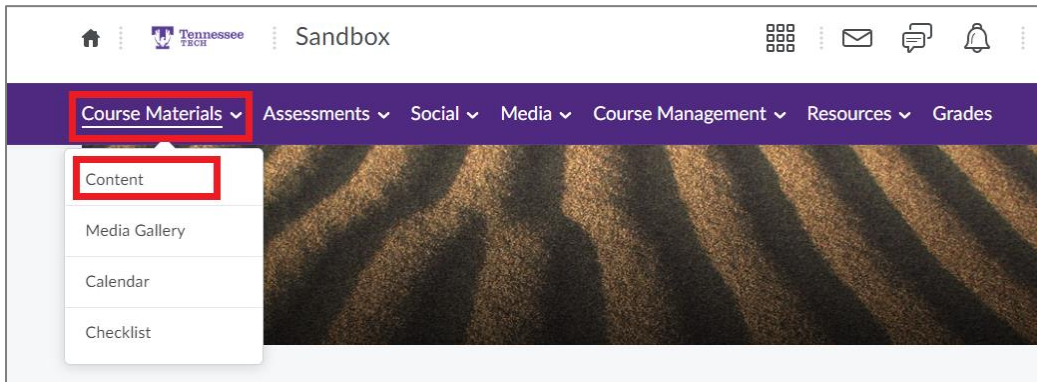 Tennessee TECH Sandbox
Course Materials Assessments Social Media Course Management Resources Grades
Content
Media Gallery
Calendar
Checklist